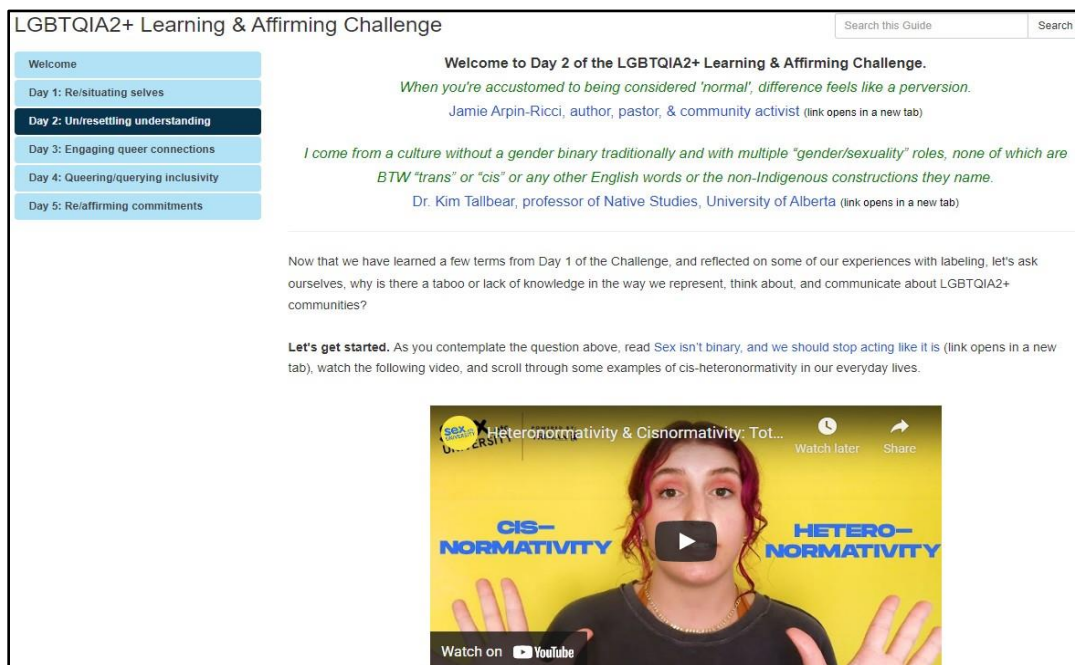 LGBTQIA2+ Learning & Affirming Challenge
Search this Guide
Search
Welcome
Day 1: Re/situating selves
Day 2: Un/resettling understanding
Day 3: Engaging queer connections
Day 4: Queering/querying inclusivity
Day 5: Re/affirming commitments
Welcome to Day 2 of the LGBTQIA2+ Learning & Affirming Challenge.
When you're accustomed to being considered 'normal', difference feels like a perversion.
Jamie Arpin-Ricci, author, pastor, & community activist (link opens in a new tab)
I come from a culture without a gender binary traditionally and with multiple “gender/sexuality” roles, none of which are
BTW “trans” or “cis” or any other English words or the non-Indigenous constructions they name.
Dr. Kim Tallbear, professor of Native Studies, University of Alberta (link opens in a new tab)
Now that we have learned a few terms from Day 1 of the Challenge, and reflected on some of our experiences with labeling, let's ask
ourselves, why is there a taboo or lack of knowledge in the way we represent, think about, and communicate about LGBTQIA2+
communities?
Let's get started. As you contemplate the question above, read Sex isn't binary, and we should stop acting like it is (link opens in a new
tab), watch the following video, and scroll through some examples of cis-heteronormativity in our everyday lives.
sex
UNIVERSITY
Heteronormativity & Cisnormativity: Tot...
Watch later
Share
CIS–
NORMATIVITY
HETERO–
NORMATIVITY
Watch on YouTube